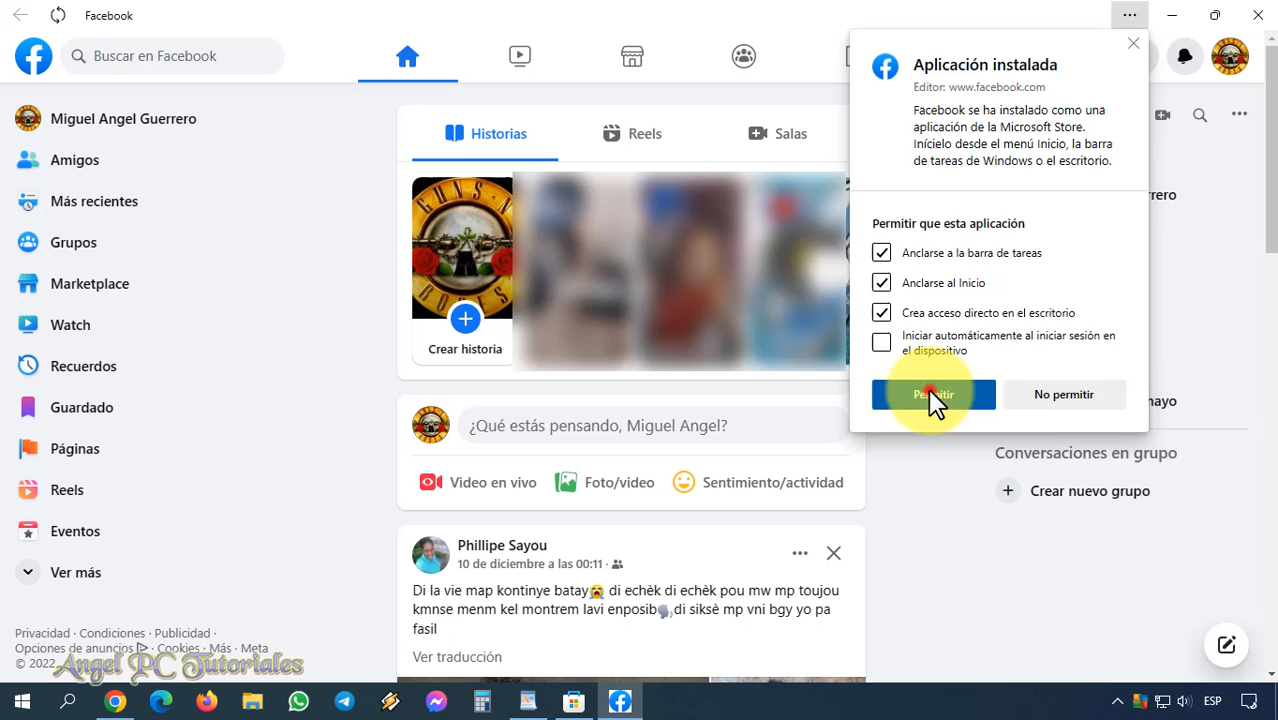 Facebook
Buscar en Facebook
Aplicación instalada
Editor: www.facebook.com
Facebook se ha instalado como una
aplicación de la Microsoft Store.
Inícielo desde el menú Inicio, la barra
de tareas de Windows o el escritorio.
Permitir que esta aplicación
Anclarse a la barra de tareas
Anclarse al Inicio
Crea acceso directo en el escritorio
Iniciar automáticamente al iniciar sesión en
el dispositivo
Permitir
No permitir
Miguel Angel Guerrero
Amigos
Más recientes
Grupos
Marketplace
Watch
Recuerdos
Guardado
Páginas
Reels
Eventos
Ver más
Privacidad · Condiciones · Publicidad ·
Opciones de anuncios · Cookies · Más · Meta
© 2022
Angel PC Tutoriales
Historias
Reels
Salas
GUNS N
ROSES
Crear historia
¿Qué estás pensando, Miguel Angel?
Video en vivo
Foto/video
Sentimiento/actividad
Phillipe Sayou
10 de diciembre a las 00:11 ·
Di la vie map kontinye batay😭 di echèk di echèk pou mw mp toujou
kmnse menm kel montrem lavi enposib🗣️,di siksè mp vni bgy yo pa
fasil
Ver traducción
rrero
mayo
Conversaciones en grupo
Crear nuevo grupo
ESP